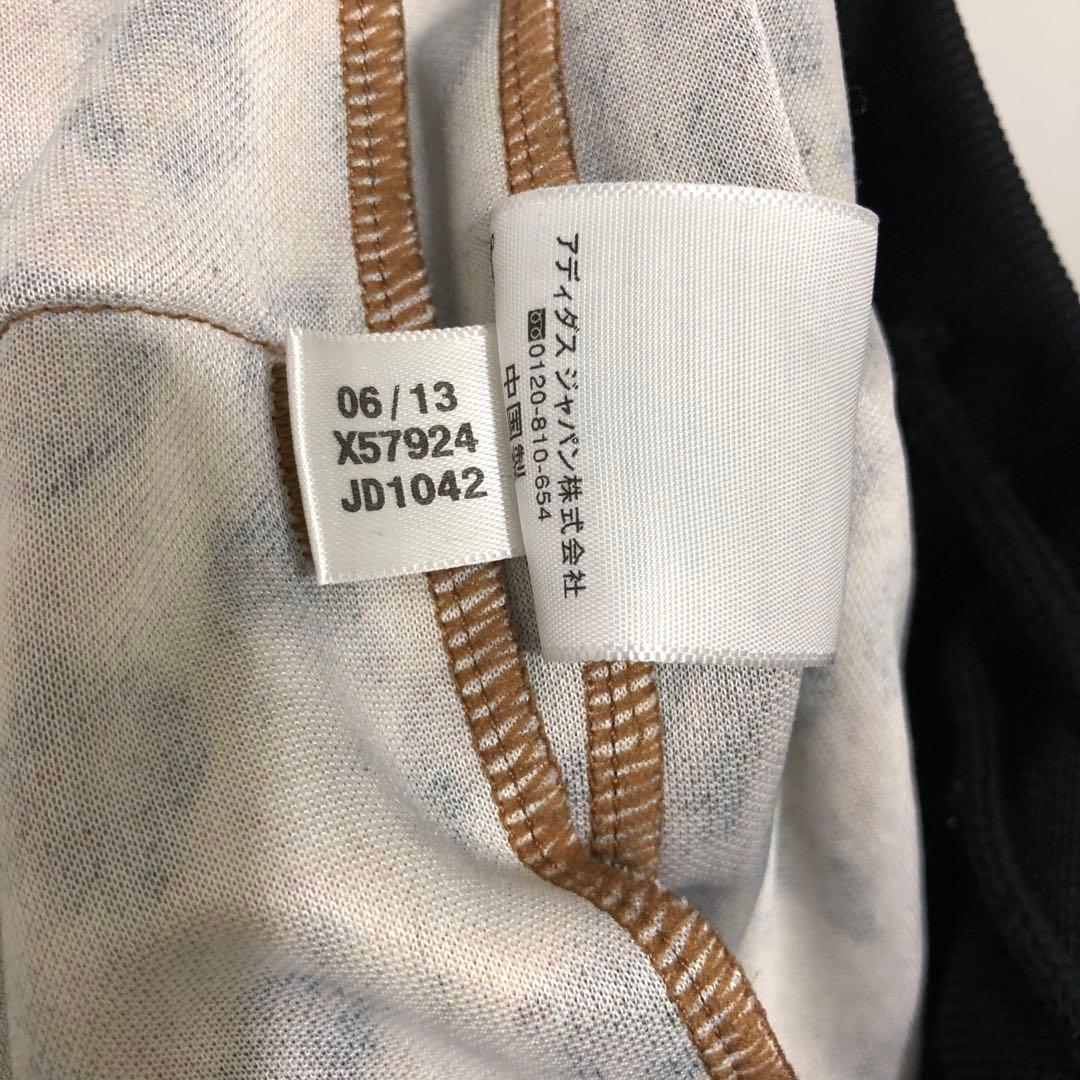 06/13
X57924
JD1042
アディダス ジャパン株式会社
0120-810-654
中国製